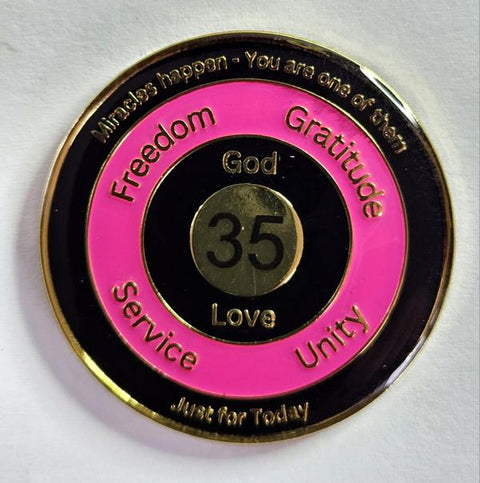 Miracles happen - You are one of them
Freedom
Gratitude
God
35
Love
Service
Unity
Just for Today